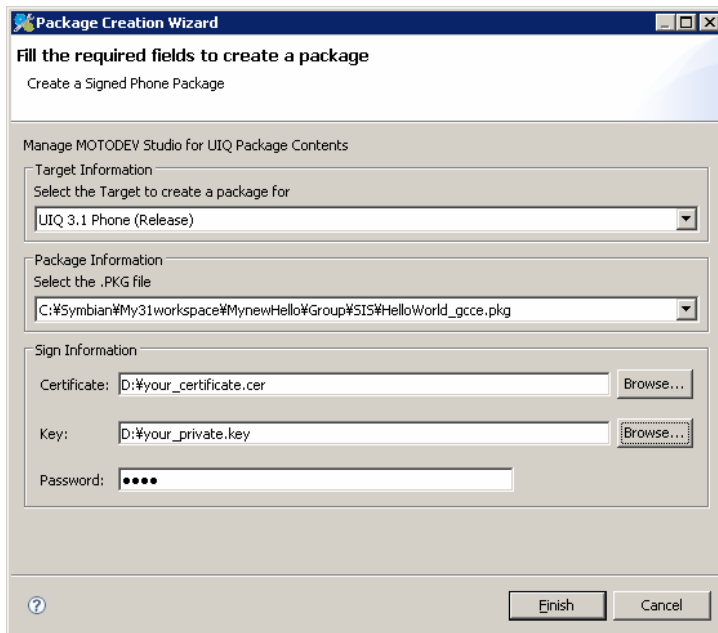 Package Creation Wizard
Fill the required fields to create a package
Create a Signed Phone Package
Manage MOTODEV Studio for UIQ Package Contents
Target Information
Select the Target to create a package for
UIQ 3.1 Phone (Release)
Package Information
Select the .PKG file
C:¥Symbian¥My31workspace¥MynewHello¥Group¥SIS¥HelloWorld_gcce.pkg
Sign Information
Certificate: D:¥your_certificate.cer Browse...
Key: D:¥your_private.key Browse...
Password: ●●●●
? Finish Cancel